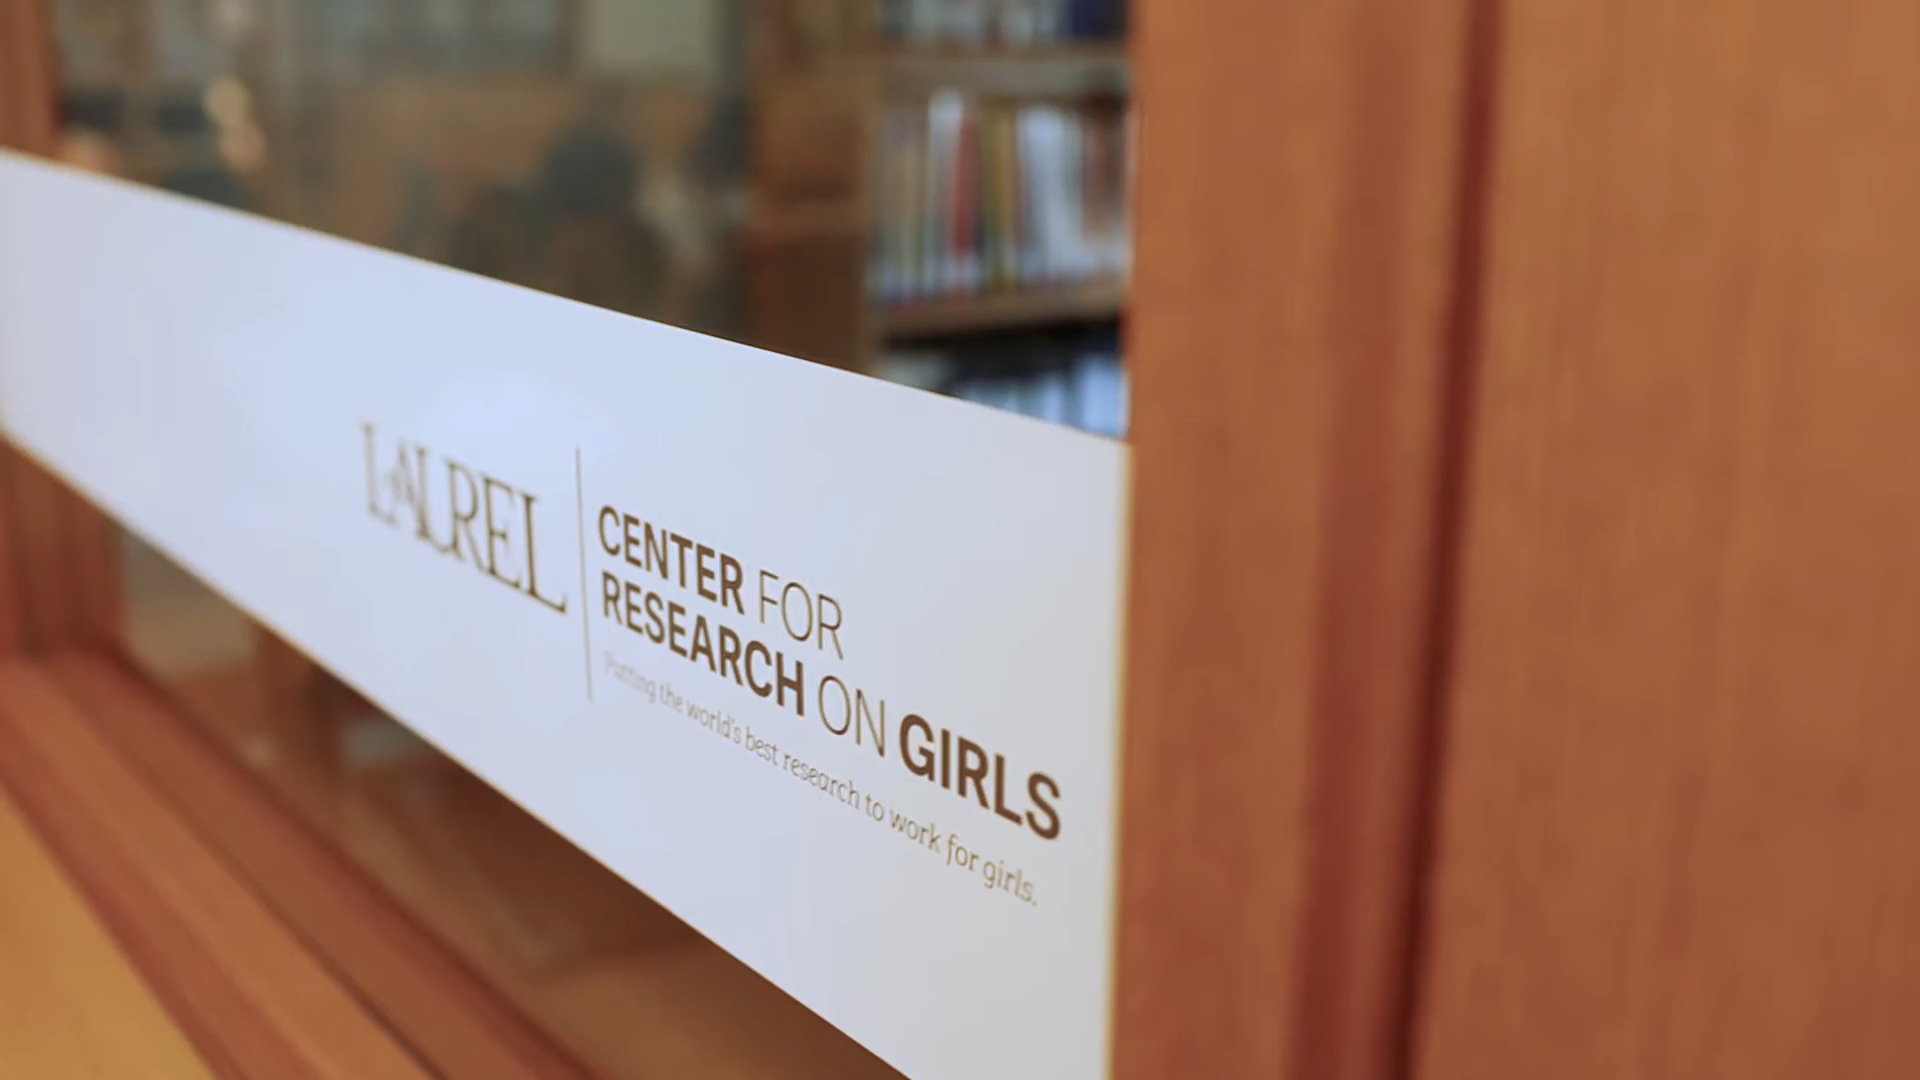 LAUREL
CENTER FOR
RESEARCH ON GIRLS
Putting the world's best research to work for girls.